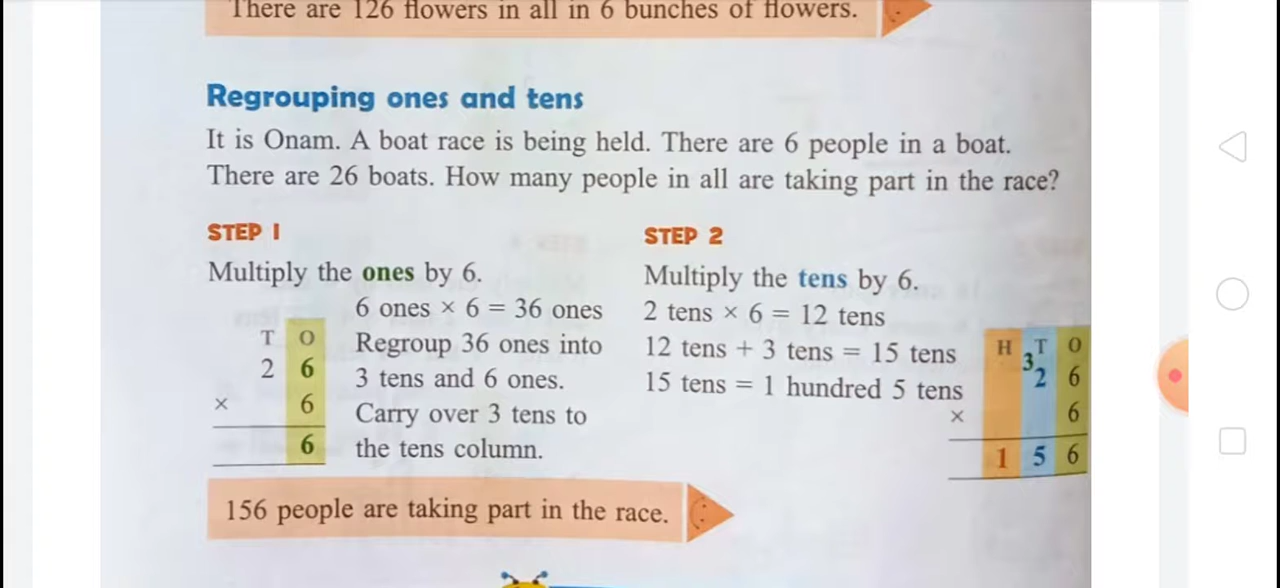 There are 126 flowers in all in 6 bunches of flowers.
Regrouping ones and tens
It is Onam. A boat race is being held. There are 6 people in a boat.
There are 26 boats. How many people in all are taking part in the race?
STEP 1
Multiply the ones by 6.
6 ones × 6 = 36 ones
Regroup 36 ones into
3 tens and 6 ones.
Carry over 3 tens to
the tens column.
T O
2 6
× 6
6
STEP 2
Multiply the tens by 6.
2 tens × 6 = 12 tens
12 tens + 3 tens = 15 tens
15 tens = 1 hundred 5 tens
H T O
3
2 6
× 6
1 5 6
156 people are taking part in the race.